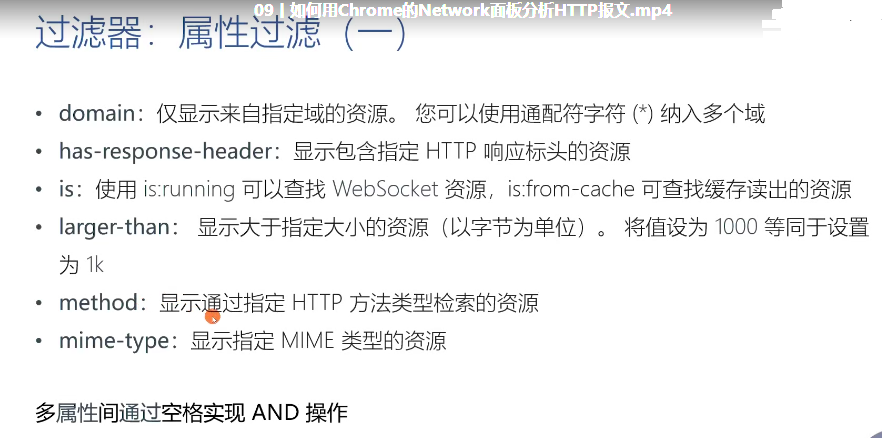 09丨如何用Chrome的Network面板分析HTTP报文.mp4
过滤器：属性过滤（一）
• domain：仅显示来自指定域的资源。 您可以使用通配符字符 (*) 纳入多个域
• has-response-header：显示包含指定 HTTP 响应标头的资源
• is：使用 is:running 可以查找 WebSocket 资源，is:from-cache 可查找缓存读出的资源
• larger-than： 显示大于指定大小的资源（以字节为单位）。 将值设为 1000 等同于设置
为 1k
• method：显示通过指定 HTTP 方法类型检索的资源
• mime-type：显示指定 MIME 类型的资源
多属性间通过空格实现 AND 操作